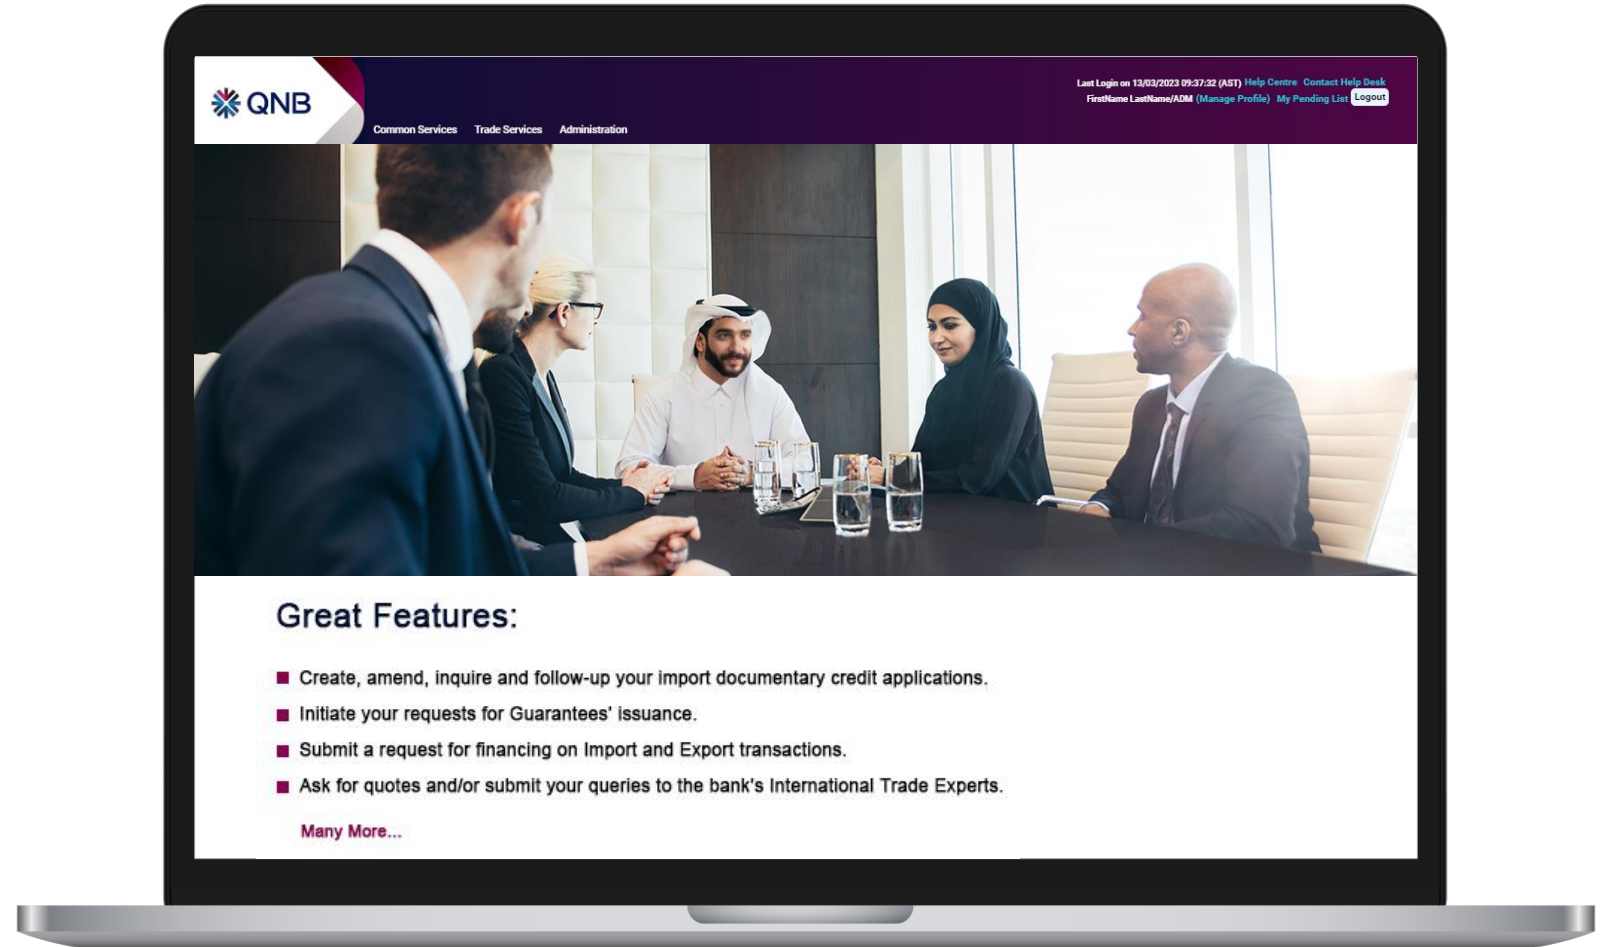 QNB
Last Login on 13/03/2023 09:37:32 (AST) Help Centre Contact Help Desk
FirstName LastName/ADM (Manage Profile) My Pending List Logout
Common Services Trade Services Administration
Great Features:
Create, amend, inquire and follow-up your import documentary credit applications.
Initiate your requests for Guarantees' issuance.
Submit a request for financing on Import and Export transactions.
Ask for quotes and/or submit your queries to the bank's International Trade Experts.
Many More...